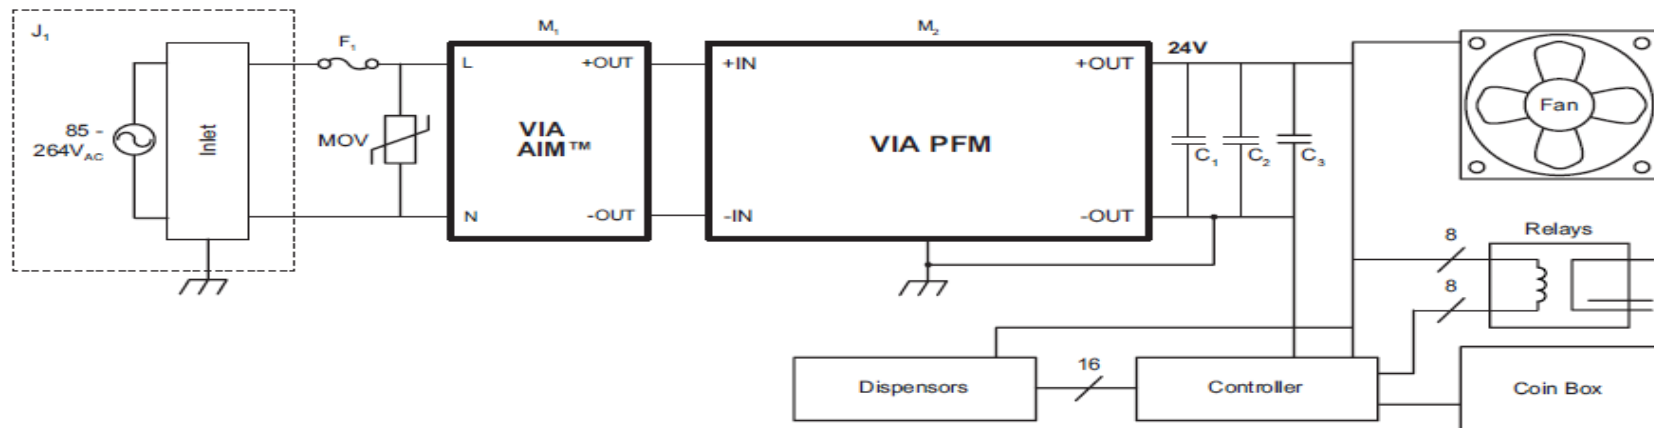 J₁
85 -
264V_AC
Inlet
F₁
MOV
M₁
L
+OUT
VIA
AIM™
N
-OUT
M₂
+IN
+OUT
VIA PFM
-IN
-OUT
24V
C₁
C₂
C₃
Fan
Relays
8
8
Dispensors
16
Controller
Coin Box